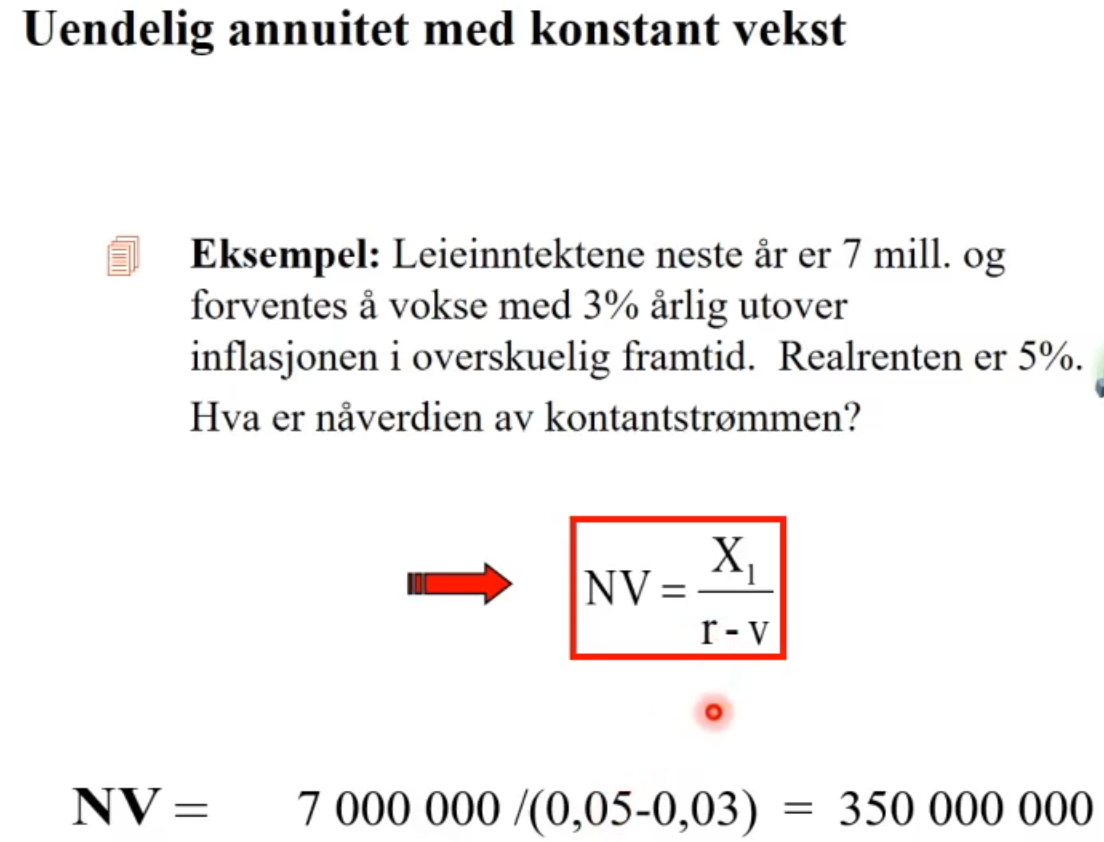 Uendelig annuitet med konstant vekst
Eksempel: Leieinntektene neste år er 7 mill. og
forventes å vokse med 3% årlig utover
inflasjonen i overskuelig framtid. Realrenten er 5%.
Hva er nåverdien av kontantstrømmen?
NV = X₁ / r - v
NV = 7 000 000 /(0,05-0,03) = 350 000 000